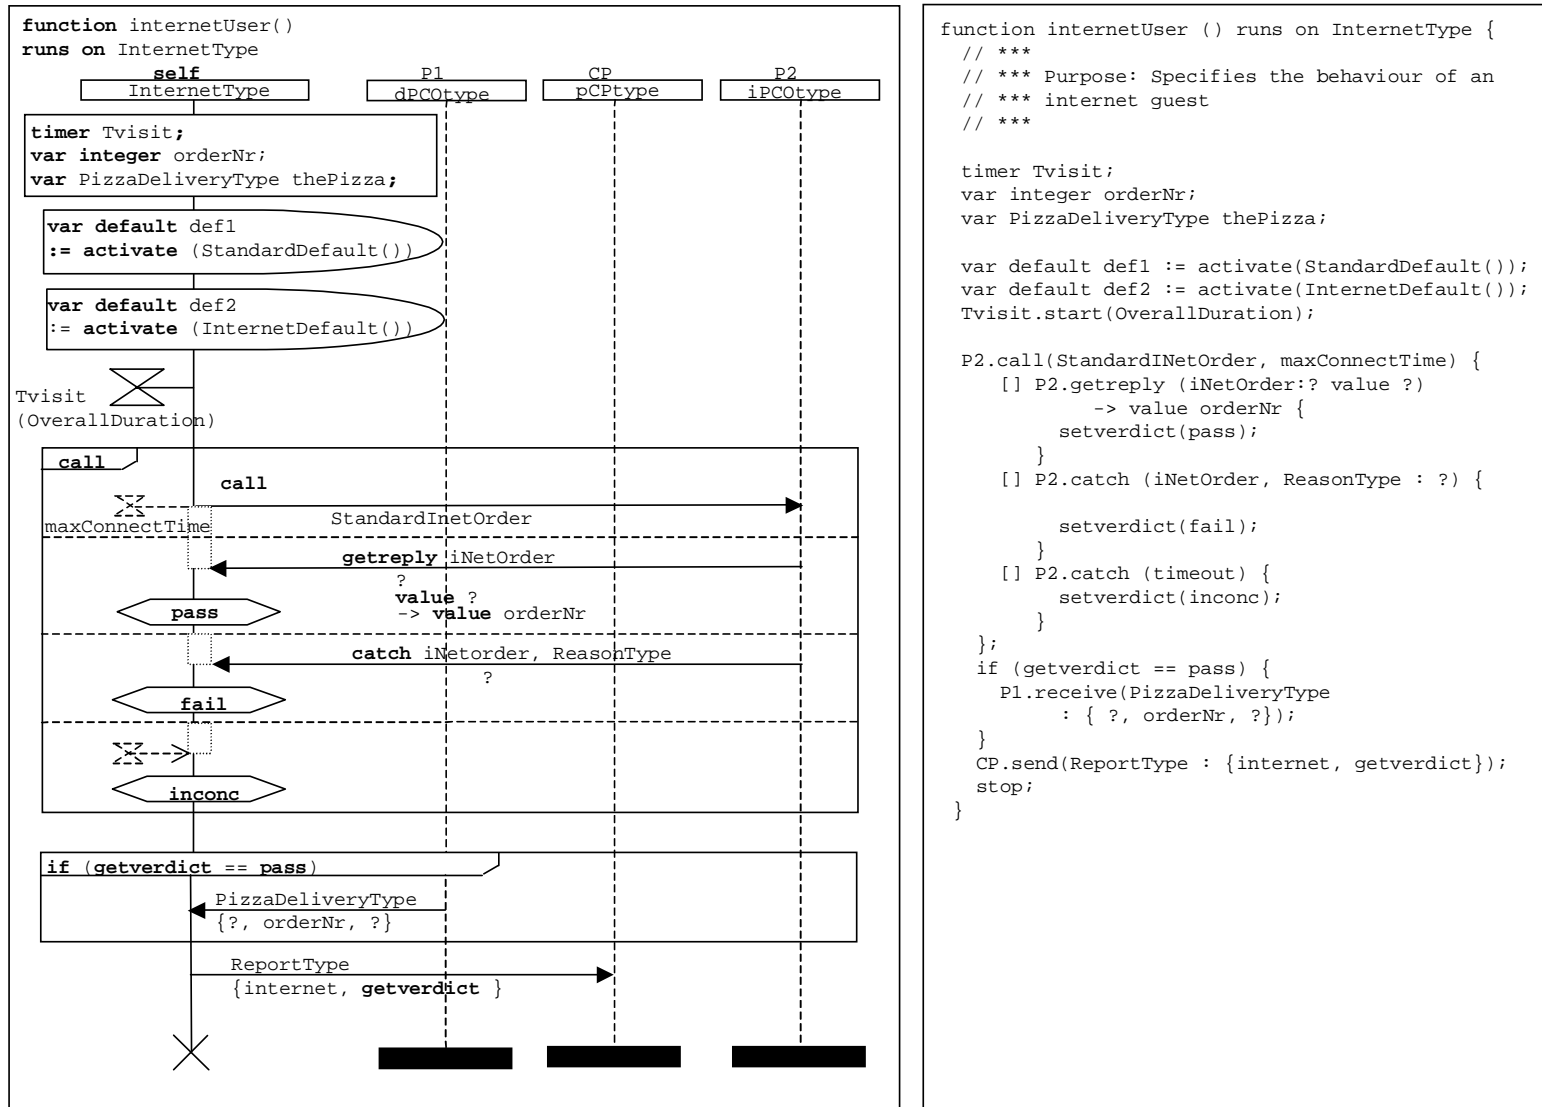 function internetUser()
runs on InternetType
self P1 CP P2
InternetType dPCOtype pCPtype iPCOtype
timer Tvisit;
var integer orderNr;
var PizzaDeliveryType thePizza;
var default def1
:= activate (StandardDefault())
var default def2
:= activate (InternetDefault())
Tvisit
(OverallDuration)
call
call
maxConnectTime StandardInetOrder
getreply iNetOrder
?
value ?
-> value orderNr
pass
catch iNetorder, ReasonType
?
fail
inconc
if (getverdict == pass)
PizzaDeliveryType
{?, orderNr, ?}
ReportType
{internet, getverdict }
function internetUser () runs on InternetType {
// ***
// *** Purpose: Specifies the behaviour of an
// *** internet guest
// ***
timer Tvisit;
var integer orderNr;
var PizzaDeliveryType thePizza;
var default def1 := activate(StandardDefault());
var default def2 := activate(InternetDefault());
Tvisit.start(OverallDuration);
P2.call(StandardINetOrder, maxConnectTime) {
[] P2.getreply (iNetOrder:? value ?)
-> value orderNr {
setverdict(pass);
}
[] P2.catch (iNetOrder, ReasonType : ?) {
setverdict(fail);
}
[] P2.catch (timeout) {
setverdict(inconc);
}
};
if (getverdict == pass) {
P1.receive(PizzaDeliveryType
: { ?, orderNr, ?});
}
CP.send(ReportType : {internet, getverdict});
stop;
}